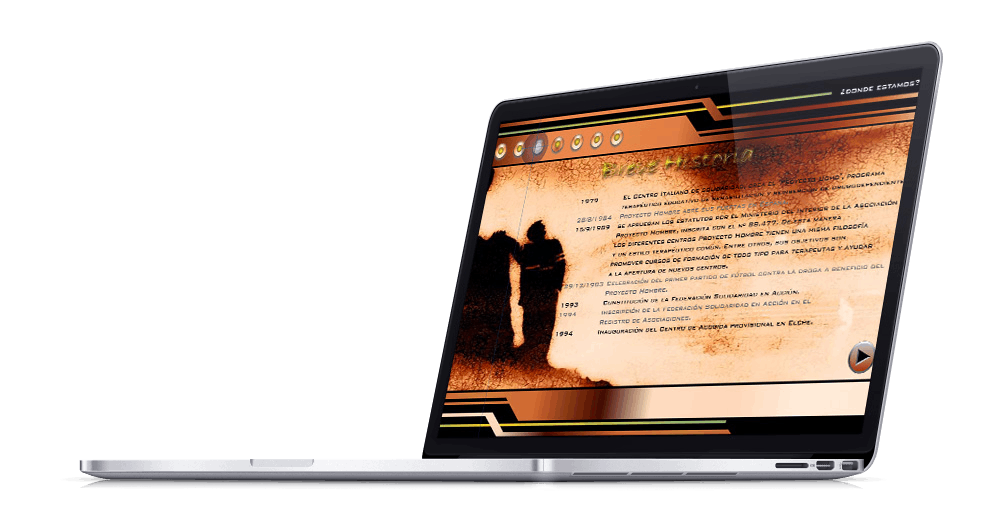 ¿DONDE ESTAMOS?
Breve Historia
1979 EL CENTRO ITALIANO DE SOLIDARIDAD, CREA EL "PROYECTO UOMO", PROGRAMA
TERAPÉUTICO EDUCATIVO DE REHABILITACIÓN Y REINSERCIÓN DE DROMODEPENDIENTE
28/8/1984 PROYECTO HOMBRE ABRE SUS
15/9/1989 SE APRUEBAN LOS ESTATUTOS POR EL MINISTERIO DEL INTERIOR DE LA ASOCIACIÓN
PROYECTO HOMBRE, INSCRITA CON EL Nº 88.477. DE ESTA MANERA
LOS DIFERENTES CENTROS PROYECTO HOMBRE TIENEN UNA MISMA FILOSOFÍA
Y UN ESTILO TERAPÉUTICO COMÚN. ENTRE OTROS, SUS OBJETIVOS SON
PROMOVER CURSOS DE FORMACIÓN DE TODO TIPO PARA TERAPEUTAS Y AYUDAR
A LA APERTURA DE NUEVOS CENTROS.
CELEBRACIÓN DEL PRIMER PARTIDO DE FÚTBOL CONTRA LA DROGA A BENEFICIO DEL
PROYECTO HOMBRE.
1993 CONSTITUCIÓN DE LA FEDERACIÓN SOLIDARIDAD EN ACCIÓN.
1994 INSCRIPCIÓN DE LA FEDERACIÓN SOLIDARIDAD EN ACCIÓN EN EL
REGISTRO DE ASOCIACIONES.
1994 INAUGURACIÓN DEL CENTRO DE ACOGIDA PROVISIONAL EN ELCHE.